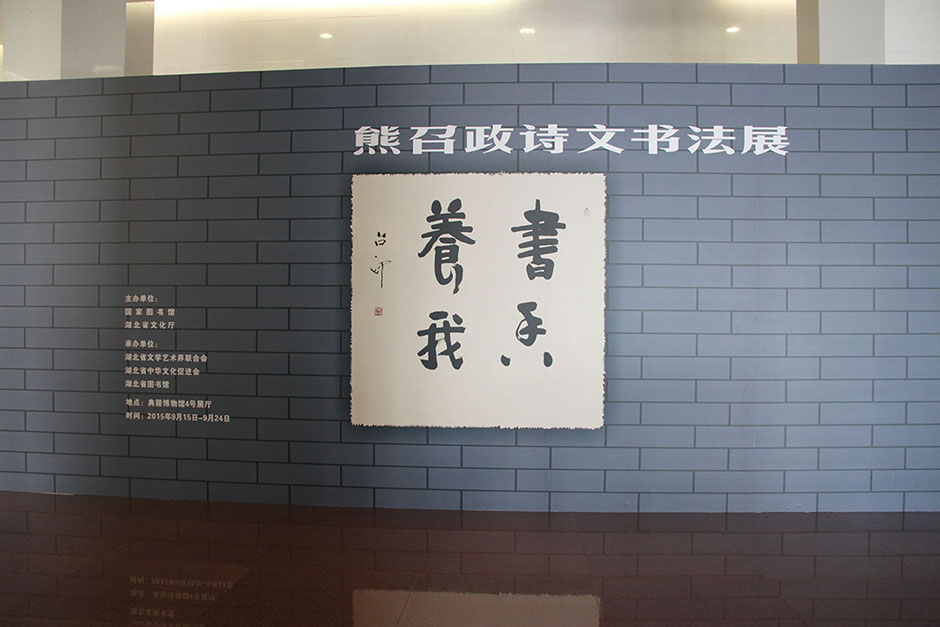 熊召政诗文书法展
書香
養我
召政
主办单位：
国家图书馆
湖北省文化厅
承办单位：
湖北省文学艺术界联合会
湖北省中华文化促进会
湖北省图书馆
地点：典籍博物馆4号展厅
时间：2015年9月15日-9月24日